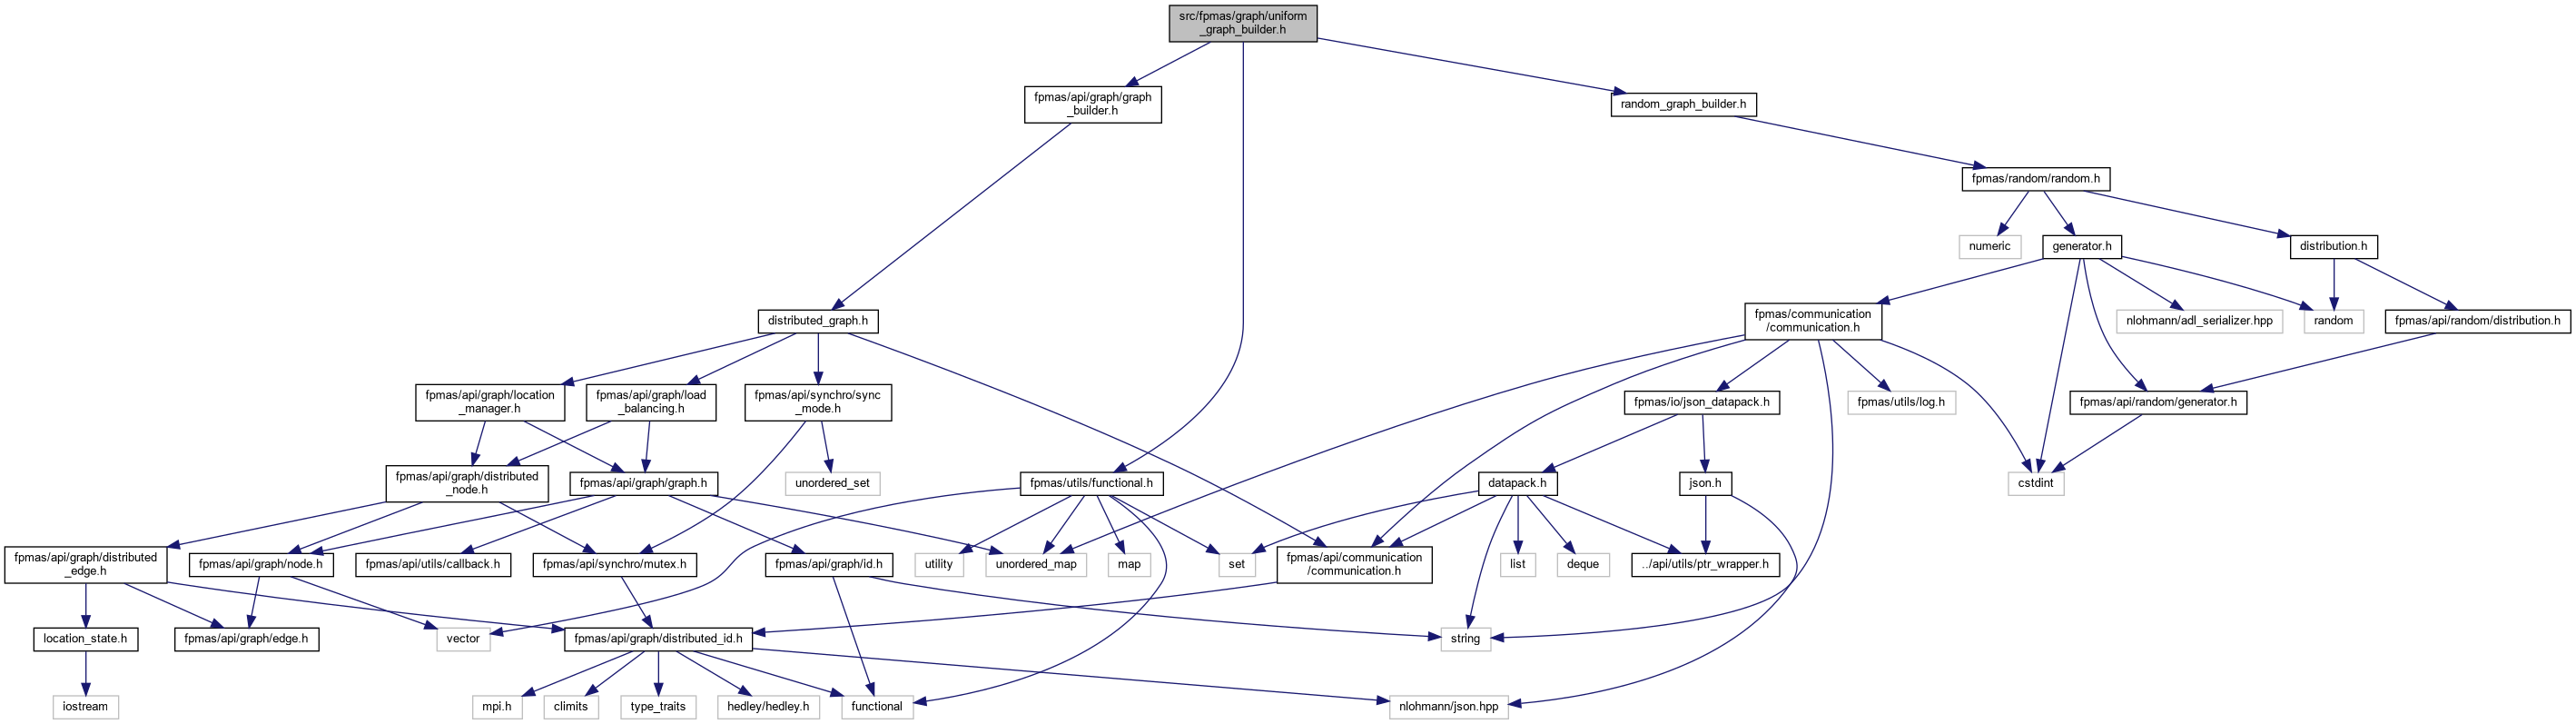 src/fpmas/graph/uniform
_graph_builder.h
fpmas/api/graph/graph
_builder.h
random_graph_builder.h
fpmas/random/random.h
numeric
generator.h
distribution.h
distributed_graph.h
fpmas/communication
/communication.h
nlohmann/adl_serializer.hpp
random
fpmas/api/random/distribution.h
fpmas/api/graph/location
_manager.h
fpmas/api/graph/load
_balancing.h
fpmas/api/synchro/sync
_mode.h
fpmas/io/json_datapack.h
fpmas/utils/log.h
fpmas/api/random/generator.h
fpmas/api/graph/distributed
_node.h
fpmas/api/graph/graph.h
unordered_set
fpmas/utils/functional.h
datapack.h
json.h
cstdint
fpmas/api/graph/distributed
_edge.h
fpmas/api/graph/node.h
fpmas/api/utils/callback.h
fpmas/api/synchro/mutex.h
fpmas/api/graph/id.h
utility
unordered_map
map
set
fpmas/api/communication
/communication.h
list
deque
../api/utils/ptr_wrapper.h
location_state.h
fpmas/api/graph/edge.h
vector
fpmas/api/graph/distributed_id.h
string
iostream
mpi.h
climits
type_traits
hedley/hedley.h
functional
nlohmann/json.hpp